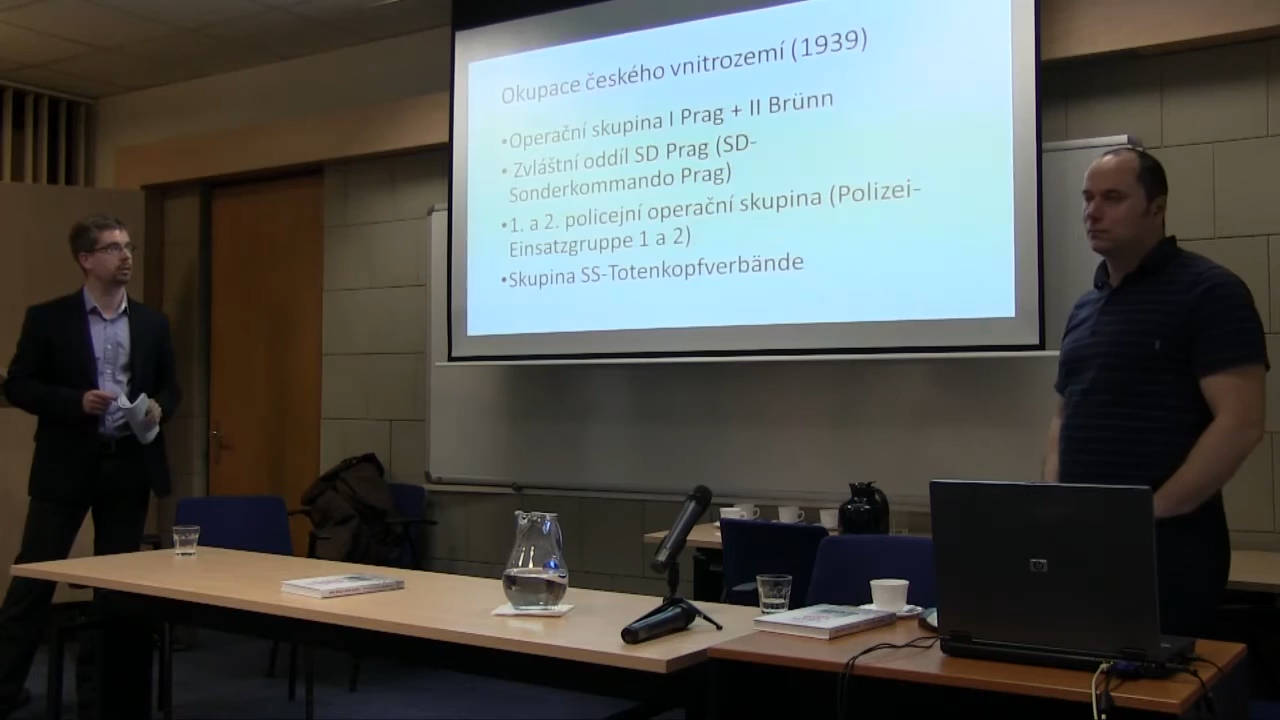 Okupace českého vnitrozemí (1939)
•Operační skupina I Prag + II Brünn
• Zvláštní oddíl SD Prag (SD-
Sonderkommando Prag)
•1. a 2. policejní operační skupina (Polizei-
Einsatzgruppe 1 a 2)
•Skupina SS-Totenkopfverbände
hp